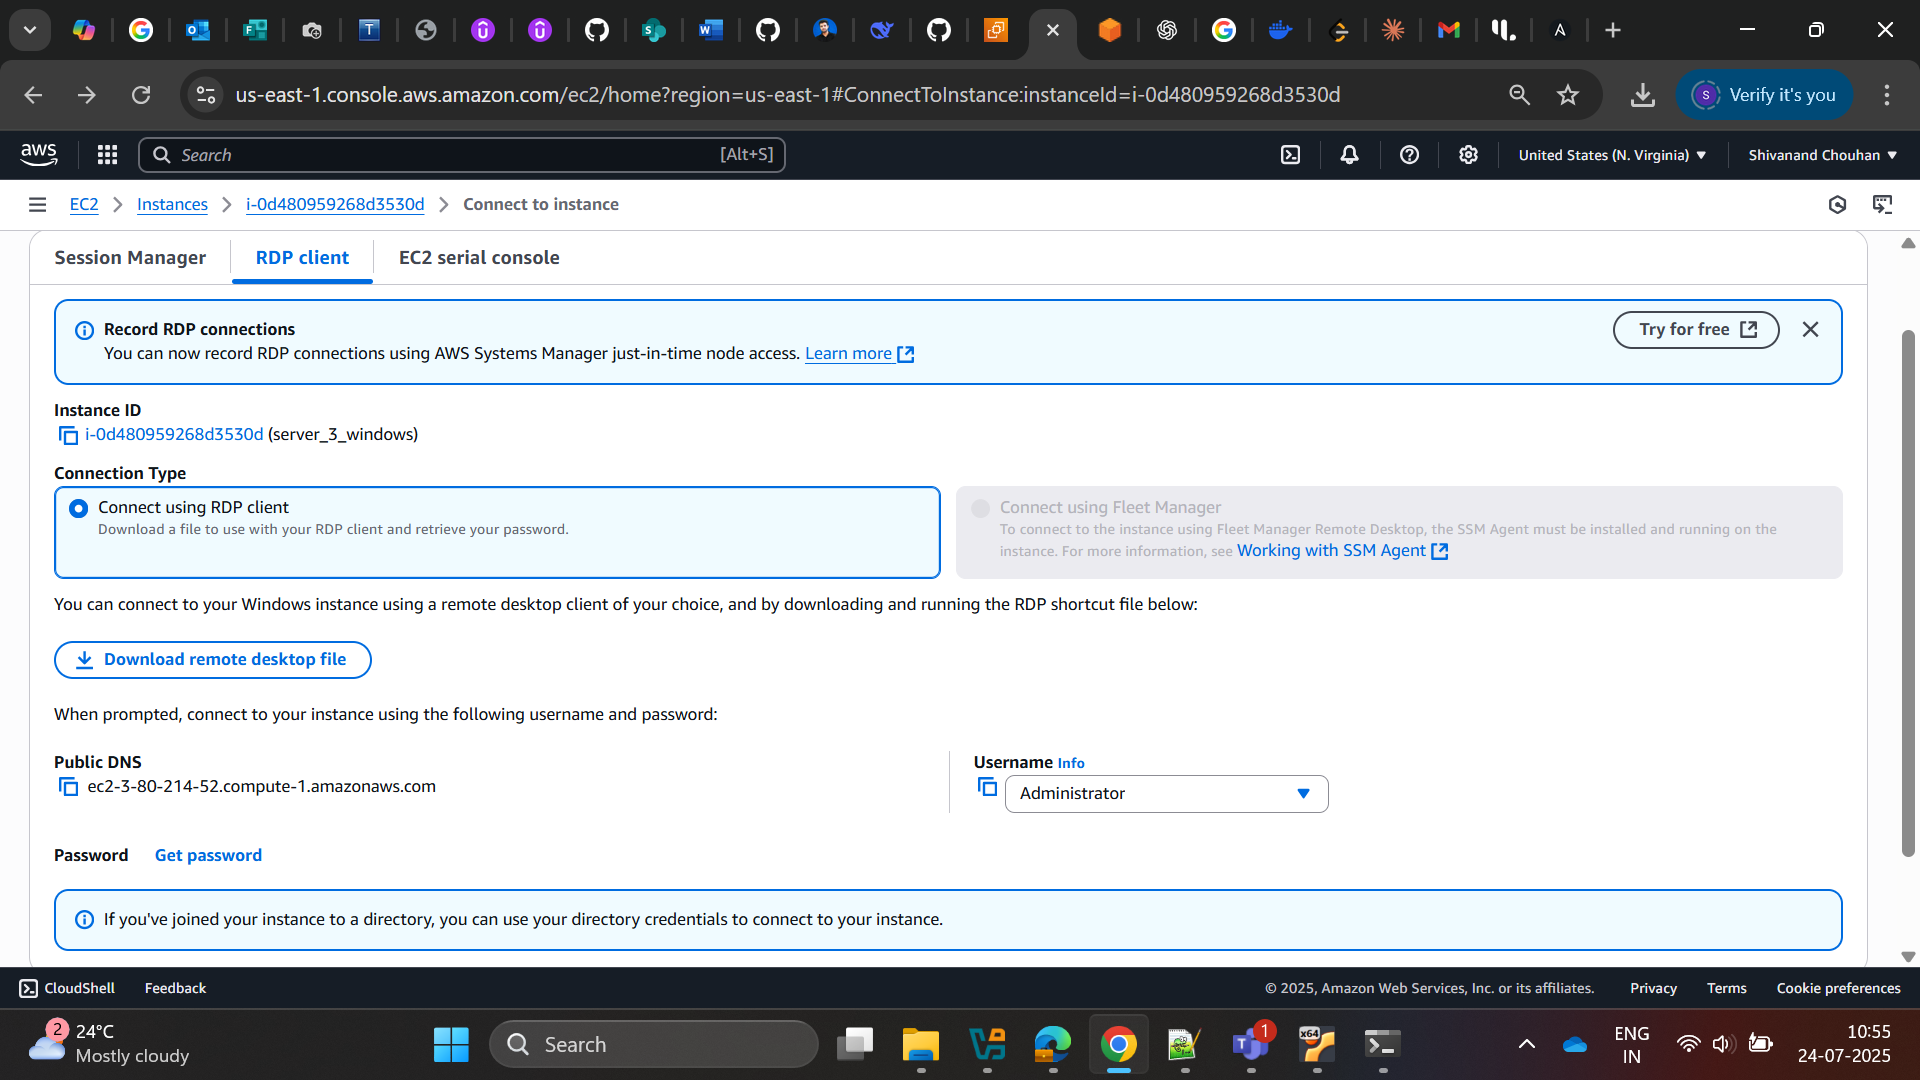 us-east-1.console.aws.amazon.com/ec2/home?region=us-east-1#ConnectToInstance:instanceId=i-0d480959268d3530d
Verify it's you
aws
Search
[Alt+S]
United States (N. Virginia)
Shivanand Chouhan
EC2
Instances
i-0d480959268d3530d
Connect to instance
Session Manager
RDP client
EC2 serial console
Record RDP connections
You can now record RDP connections using AWS Systems Manager just-in-time node access. Learn more
Try for free
Instance ID
i-0d480959268d3530d (server_3_windows)
Connection Type
Connect using RDP client
Download a file to use with your RDP client and retrieve your password.
Connect using Fleet Manager
To connect to the instance using Fleet Manager Remote Desktop, the SSM Agent must be installed and running on the
instance. For more information, see Working with SSM Agent
You can connect to your Windows instance using a remote desktop client of your choice, and by downloading and running the RDP shortcut file below:
Download remote desktop file
When prompted, connect to your instance using the following username and password:
Public DNS
ec2-3-80-214-52.compute-1.amazonaws.com
Username Info
Administrator
Password
Get password
If you've joined your instance to a directory, you can use your directory credentials to connect to your instance.
CloudShell
Feedback
© 2025, Amazon Web Services, Inc. or its affiliates.
Privacy
Terms
Cookie preferences
2
24°C
Mostly cloudy
Search
1
x64
ENG
IN
10:55
24-07-2025